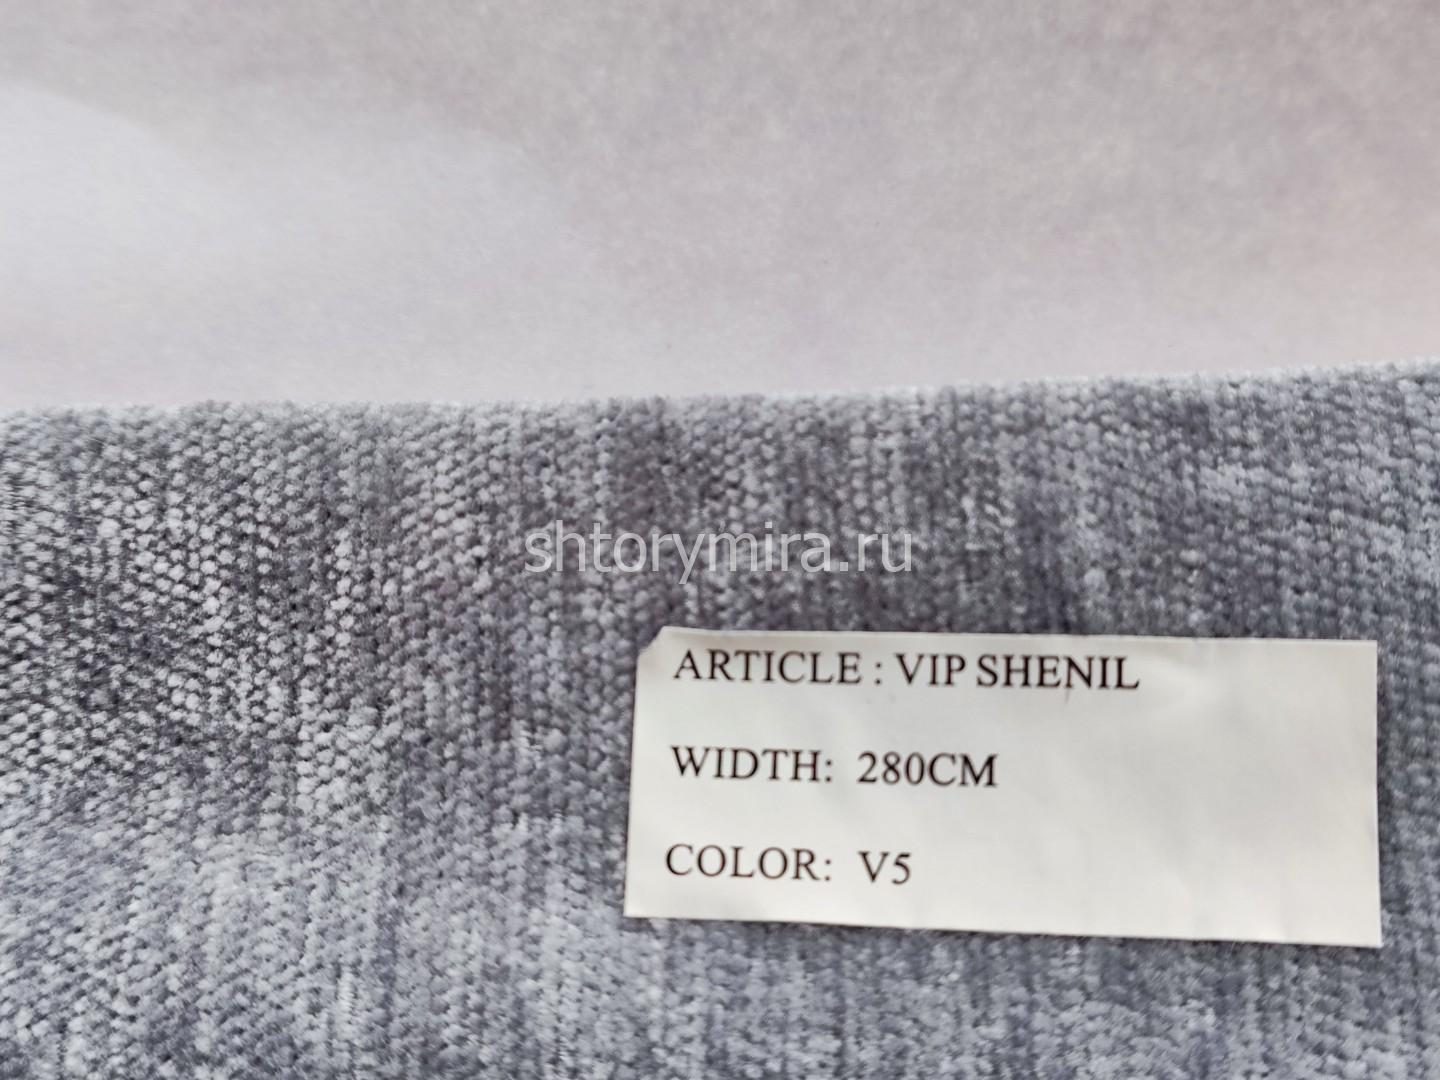 shtorymira.ru
ARTICLE : VIP SHENIL
WIDTH: 280CM
COLOR: V5